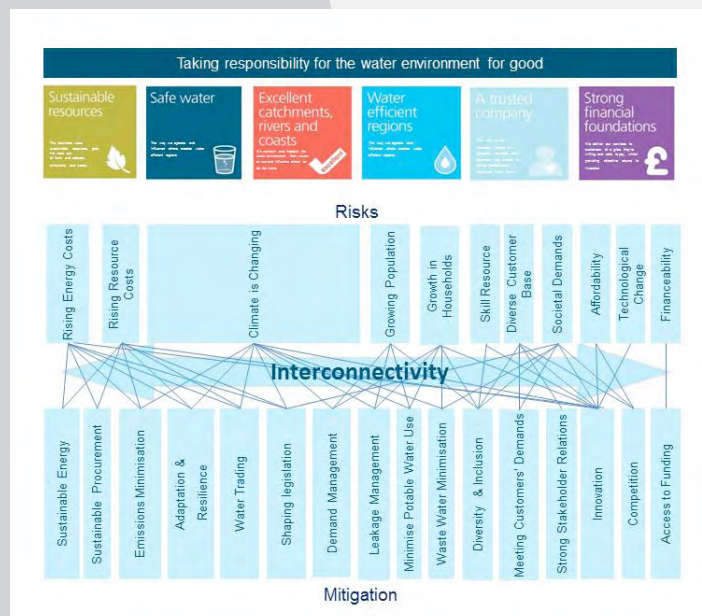 Taking responsibility for the water environment for good
Sustainable
resources
Safe water
Excellent
catchments,
rivers and
coasts
Water
efficient
regions
A trusted
company
Strong
financial
foundations
£
Risks
Rising Energy Costs
Rising Resource
Costs
Climate is Changing
Growing Population
Growth in
Households
Skill Resource
Diverse Customer
Base
Societal Demands
Affordability
Technological
Change
Financeability
Interconnectivity
Sustainable Energy
Sustainable Procurement
Emissions Minimisation
Adaptation &
Resilience
Water Trading
Shaping legislation
Demand Management
Leakage Management
Minimise Potable Water Use
Waste Water Minimisation
Diversity & Inclusion
Meeting Customers' Demands
Strong Stakeholder Relations
Innovation
Competition
Access to Funding
Mitigation